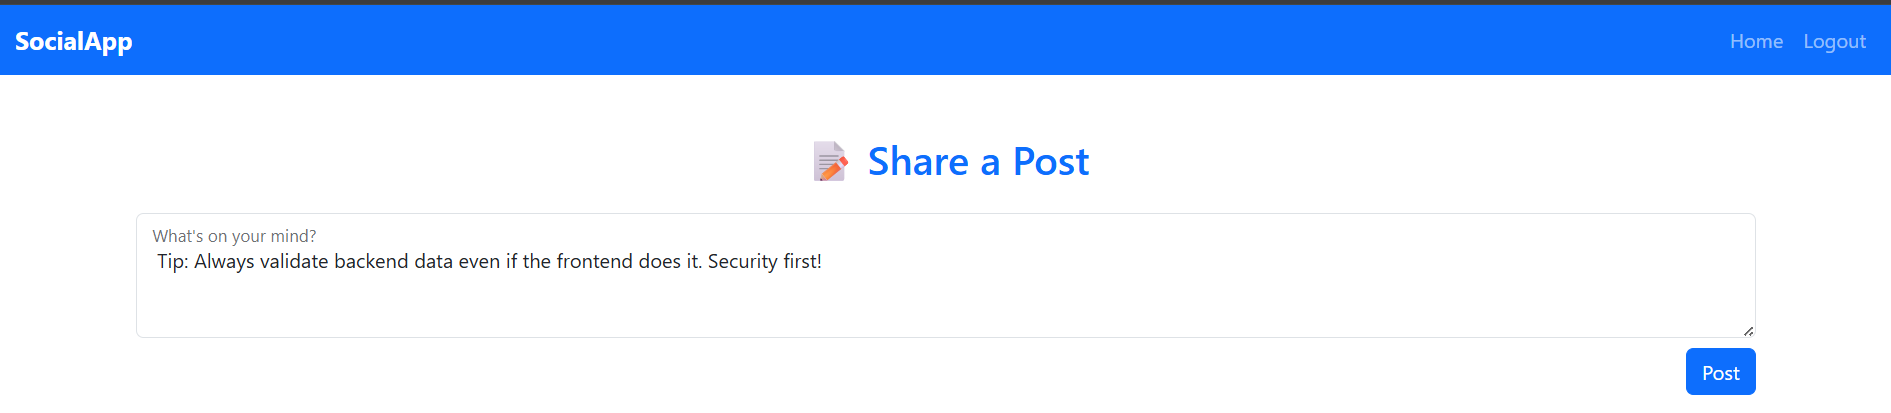 SocialApp
Home Logout
Share a Post
What's on your mind?
Tip: Always validate backend data even if the frontend does it. Security first!
Post